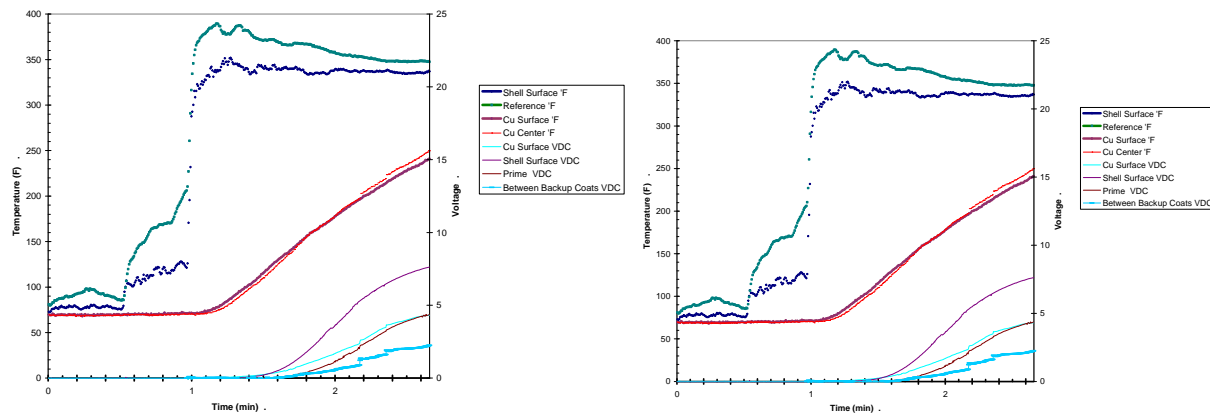 400
350
300
250
200
150
100
50
0
Temperature (F) .
25
20
15
10
5
0
Voltage .
0
1
2
Time (min) .
Shell Surface 'F
Reference 'F
Cu Surface 'F
Cu Center 'F
Cu Surface VDC
Shell Surface VDC
Prime VDC
Between Backup Coats VDC
400
350
300
250
200
150
100
50
0
Temperature (F) .
25
20
15
10
5
0
Voltage .
0
1
2
Time (min) .
Shell Surface 'F
Reference 'F
Cu Surface 'F
Cu Center 'F
Cu Surface VDC
Shell Surface VDC
Prime VDC
Between Backup Coats VDC